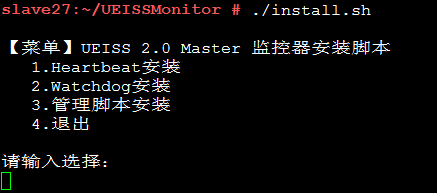 slave27:~/UEISSMonitor # ./install.sh
【菜单】UEISS 2.0 Master 监控器安装脚本
1.Heartbeat安装
2.Watchdog安装
3.管理脚本安装
4.退出
请输入选择: